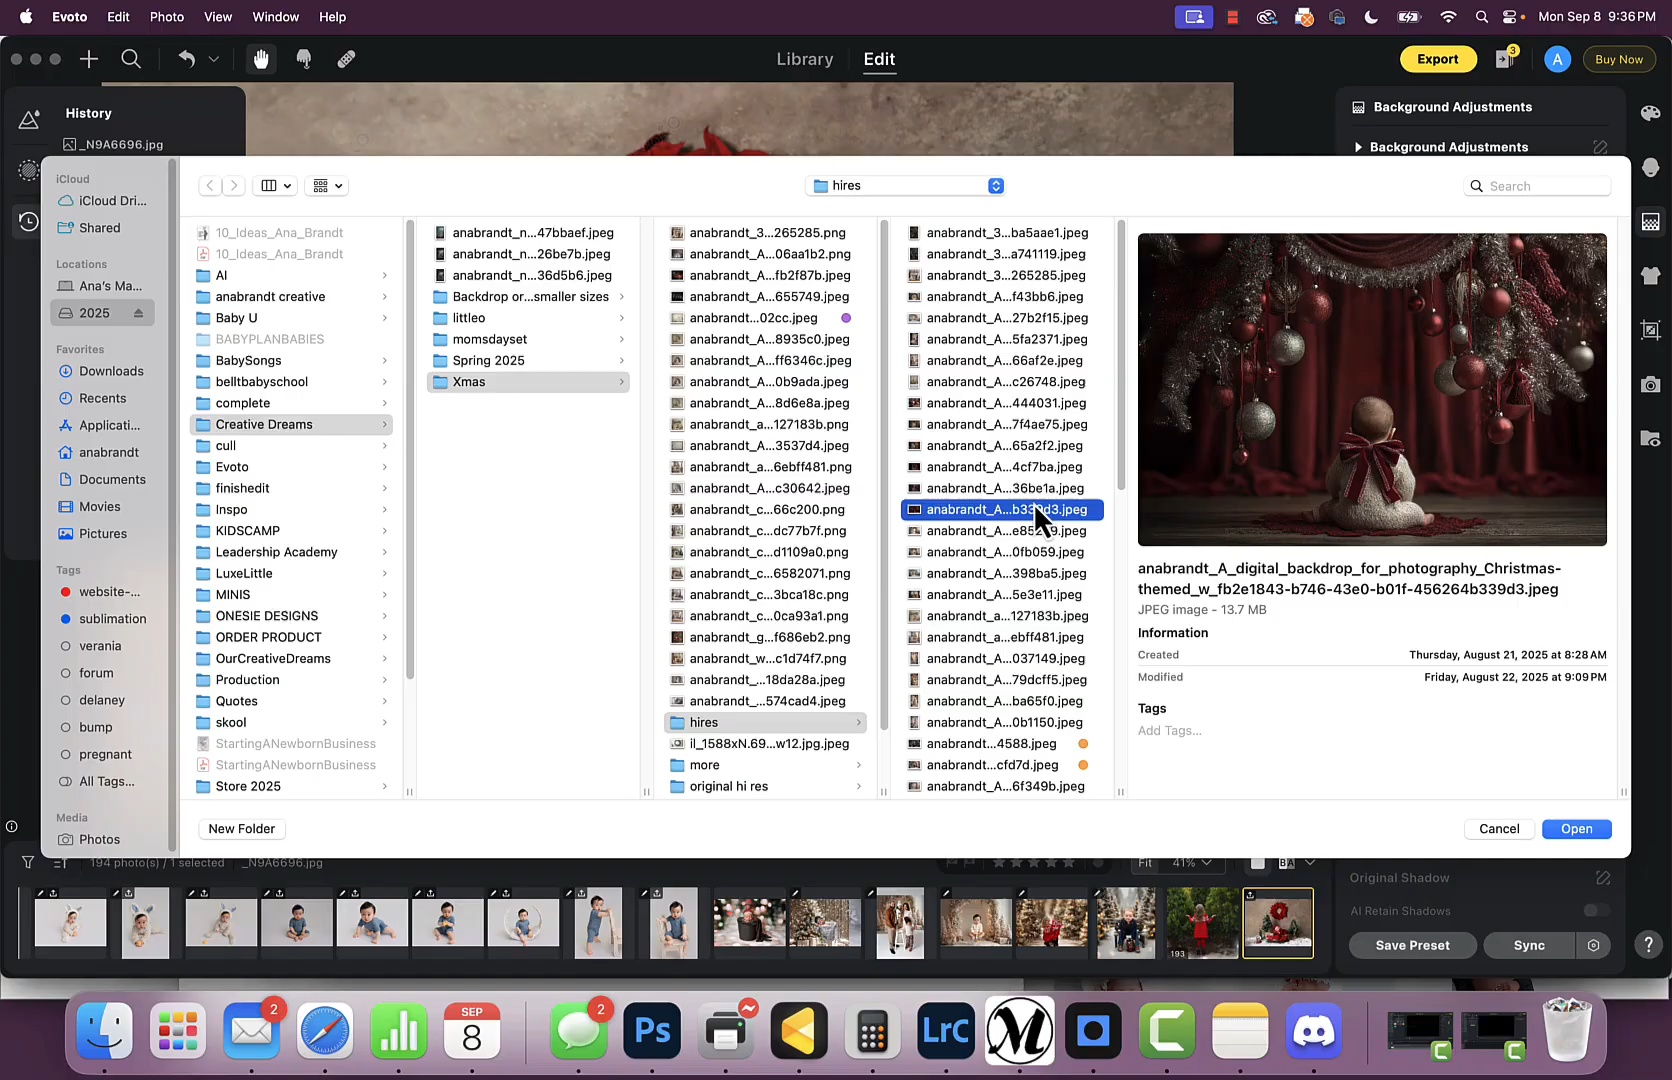 Evoto Edit Photo View Window Help
Mon Sep 8 9:36 PM
Library Edit
Export
3
A
Buy Now
History
_N9A6696.jpg
Background Adjustments
Background Adjustments
hires
Search
iCloud
iCloud Dri...
Shared
Locations
Ana's Ma...
2025
Favorites
Downloads
Recents
Applicati...
anabrandt
Documents
Movies
Pictures
Tags
website-...
sublimation
verania
forum
delaney
bump
pregnant
All Tags...
Media
Photos
10_Ideas_Ana_Brandt
10_Ideas_Ana_Brandt
AI
anabrandt creative
Baby U
BABYPLANBABIES
BabySongs
belltbabyschool
complete
Creative Dreams
cull
Evoto
finishedit
Inspo
KIDSCAMP
Leadership Academy
LuxeLittle
MINIS
ONESIE DESIGNS
ORDER PRODUCT
OurCreativeDreams
Production
Quotes
skool
StartingANewbornBusiness
StartingANewbornBusiness
Store 2025
anabrandt_n...47bbaef.jpeg
anabrandt_n...26be7b.jpeg
anabrandt_n...36d5b6.jpeg
Backdrop or...smaller sizes
littleo
momsdayset
Spring 2025
Xmas
anabrandt_3...265285.png
anabrandt_A...06aa1b2.png
anabrandt_A...fb2f87b.jpeg
anabrandt_A...655749.jpeg
anabrandt...02cc.jpeg
anabrandt_A...8935c0.jpeg
anabrandt_A...ff6346c.jpeg
anabrandt_A...0b9ada.jpeg
anabrandt_A...8d6e8a.jpeg
anabrandt_a...127183b.png
anabrandt_A...3537d4.jpeg
anabrandt_a...6ebff481.png
anabrandt_A...c30642.jpeg
anabrandt_c...66c200.png
anabrandt_c...dc77b7f.png
anabrandt_c...d1109a0.png
anabrandt_c...6582071.png
anabrandt_c...3bca18c.png
anabrandt_c...0ca93a1.png
anabrandt_g...f686eb2.png
anabrandt_w...c1d74f7.png
anabrandt_...18da28a.jpeg
anabrandt_...574cad4.jpeg
hires
il_1588xN.69...w12.jpg.jpeg
more
original hi res
anabrandt_3...ba5aae1.jpeg
anabrandt_3...a741119.jpeg
anabrandt_3...265285.jpeg
anabrandt_A...f43bb6.jpeg
anabrandt_A...27b2f15.jpeg
anabrandt_A...5fa2371.jpeg
anabrandt_A...66af2e.jpeg
anabrandt_A...c26748.jpeg
anabrandt_A...444031.jpeg
anabrandt_A...7f4ae75.jpeg
anabrandt_A...65a2f2.jpeg
anabrandt_A...4cf7ba.jpeg
anabrandt_A...36be1a.jpeg
anabrandt_A...b339d3.jpeg
anabrandt_A...0fb059.jpeg
anabrandt_A...398ba5.jpeg
anabrandt_A...5e3e11.jpeg
anabrandt_a...127183b.jpeg
anabrandt_a...ebff481.jpeg
anabrandt_A...037149.jpeg
anabrandt_A...79dcff5.jpeg
anabrandt_A...ba65f0.jpeg
anabrandt_A...0b1150.jpeg
anabrandt...4588.jpeg
anabrandt...cfd7d.jpeg
anabrandt_A...6f349b.jpeg
anabrandt_A_digital_backdrop_for_photography_Christmas-
themed_w_fb2e1843-b746-43e0-b01f-456264b339d3.jpeg
JPEG image - 13.7 MB
Information
Created Thursday, August 21, 2025 at 8:28 AM
Modified Friday, August 22, 2025 at 9:09 PM
Tags
Add Tags...
New Folder
Cancel
Open
194 photo(s) / 1 selected _N9A6696.jpg
Fit 41%
Original Shadow
AI Retain Shadows
193
Save Preset
Sync
?
2
SEP
8
2
Ps
LrC
M